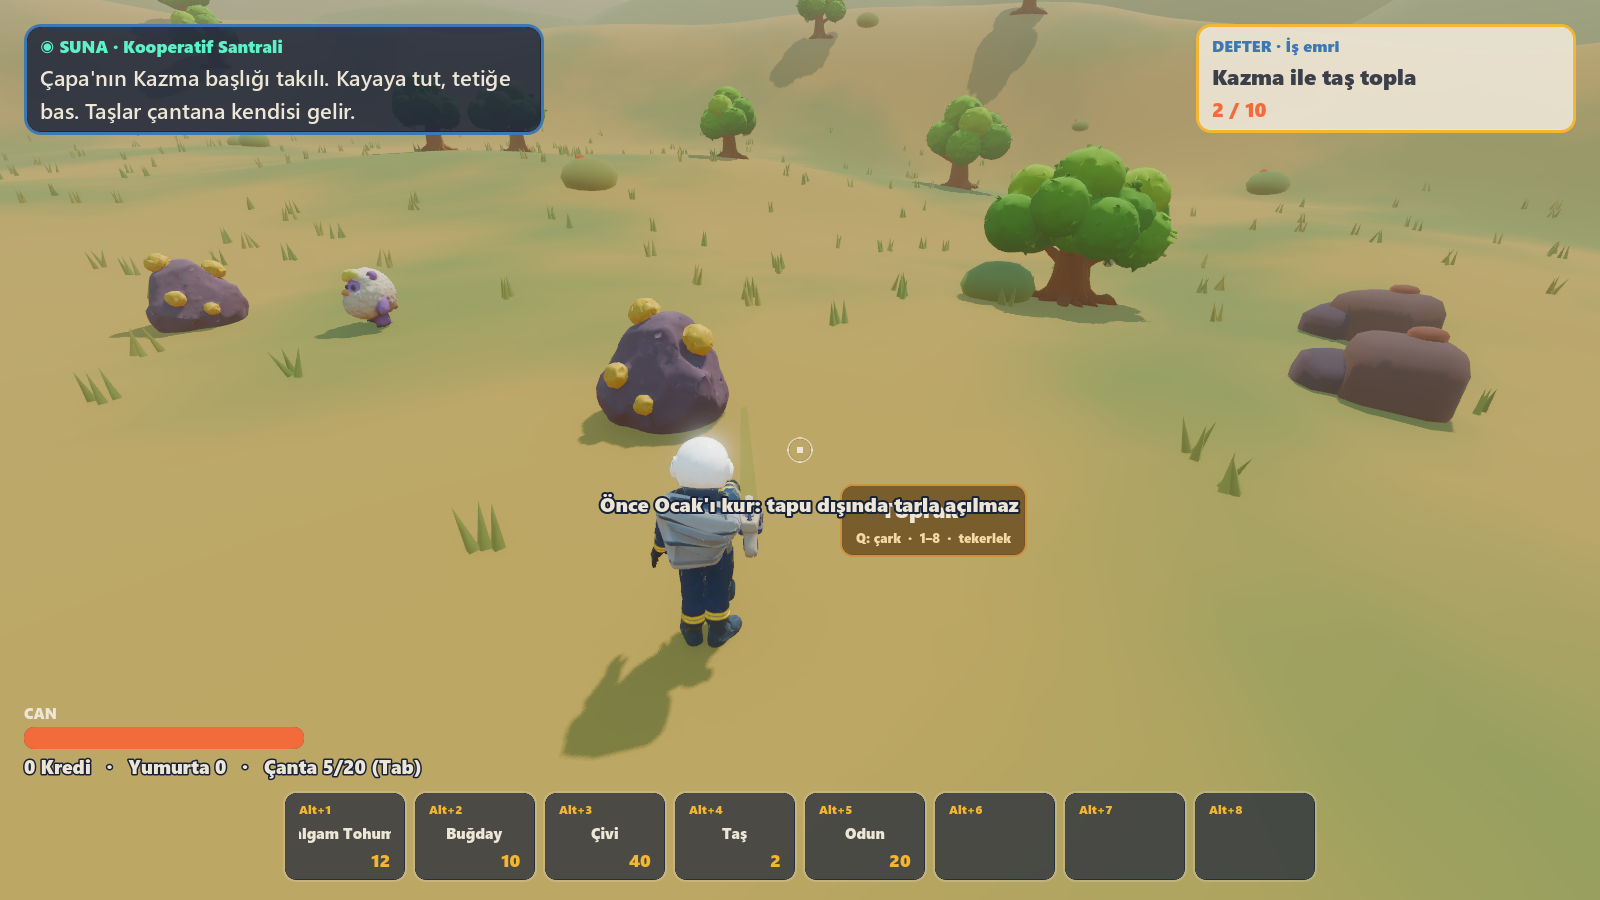 ◉ SUNA · Kooperatif Santrali
Çapa'nın Kazma başlığı takılı. Kayaya tut, tetiğe
bas. Taşlar çantana kendisi gelir.
DEFTER · İş emri
Kazma ile taş topla
2 / 10
Önce Ocak'ı kur: tapu dışında tarla açılmaz
Q: çark · 1–8 · tekerlek
CAN
0 Kredi · Yumurta 0 · Çanta 5/20 (Tab)
Alt+1 Alt+2 Alt+3 Alt+4 Alt+5 Alt+6 Alt+7 Alt+8
lgam Tohum Buğday Çivi Taş Odun
12 10 40 2 20